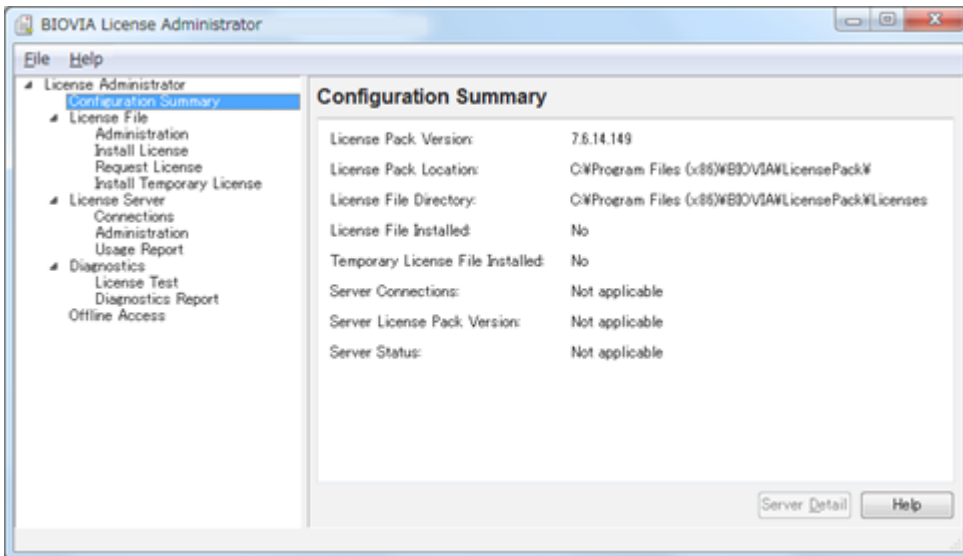 BIOVIA License Administrator
File Help
License Administrator
Configuration Summary
License File
Administration
Install License
Request License
Install Temporary License
License Server
Connections
Administration
Usage Report
Diagnostics
License Test
Diagnostics Report
Offline Access
Configuration Summary
License Pack Version: 7.6.14.149
License Pack Location: C:¥Program Files (x86)¥BIOVIA¥LicensePack¥
License File Directory: C:¥Program Files (x86)¥BIOVIA¥LicensePack¥Licenses
License File Installed: No
Temporary License File Installed: No
Server Connections: Not applicable
Server License Pack Version: Not applicable
Server Status: Not applicable
Server Detail Help